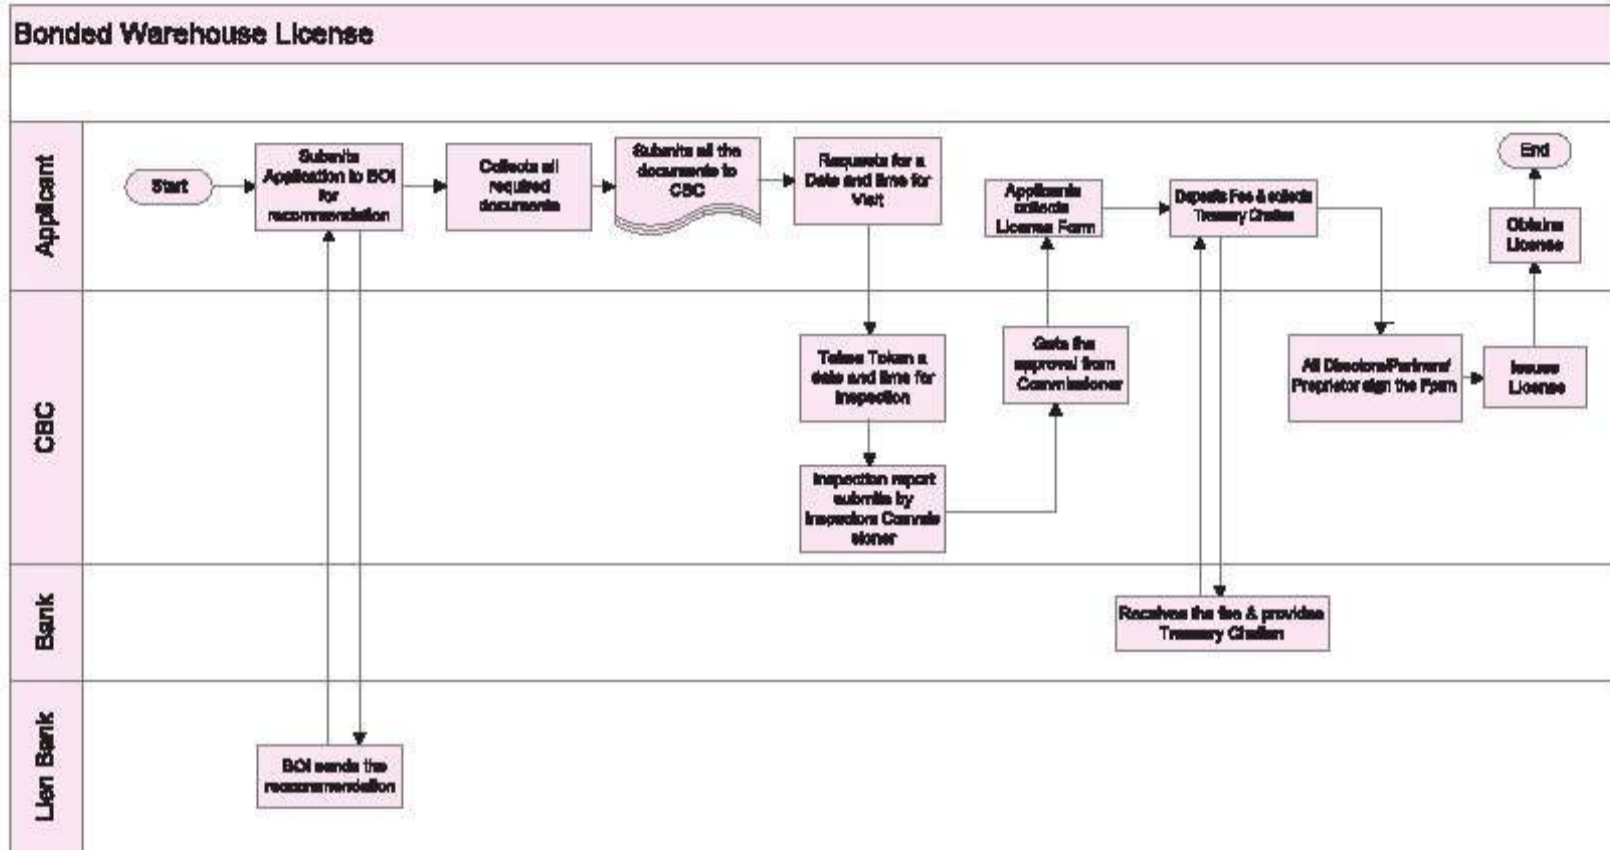 Bonded Warehouse License
Applicant
Start
Submits
Application to BOI
for
recommendation
Collects all
required
documents
Submits all the
documents to
CBC
Requests for a
Date and time for
Visit
Applicants
collects
License Form
Deposits Fee & collects
Treasury Challan
End
Obtains
License
CBC
Takes Token a
date and time for
inspection
Inspection report
submits by
Inspectors Commis
sioner
Gets the
approval from
Commissioner
All Directors/Partners/
Proprietor sign the Form
Issues
License
Bank
Receives the fee & provides
Treasury Challan
Lien Bank
BOI sends the
recommendation